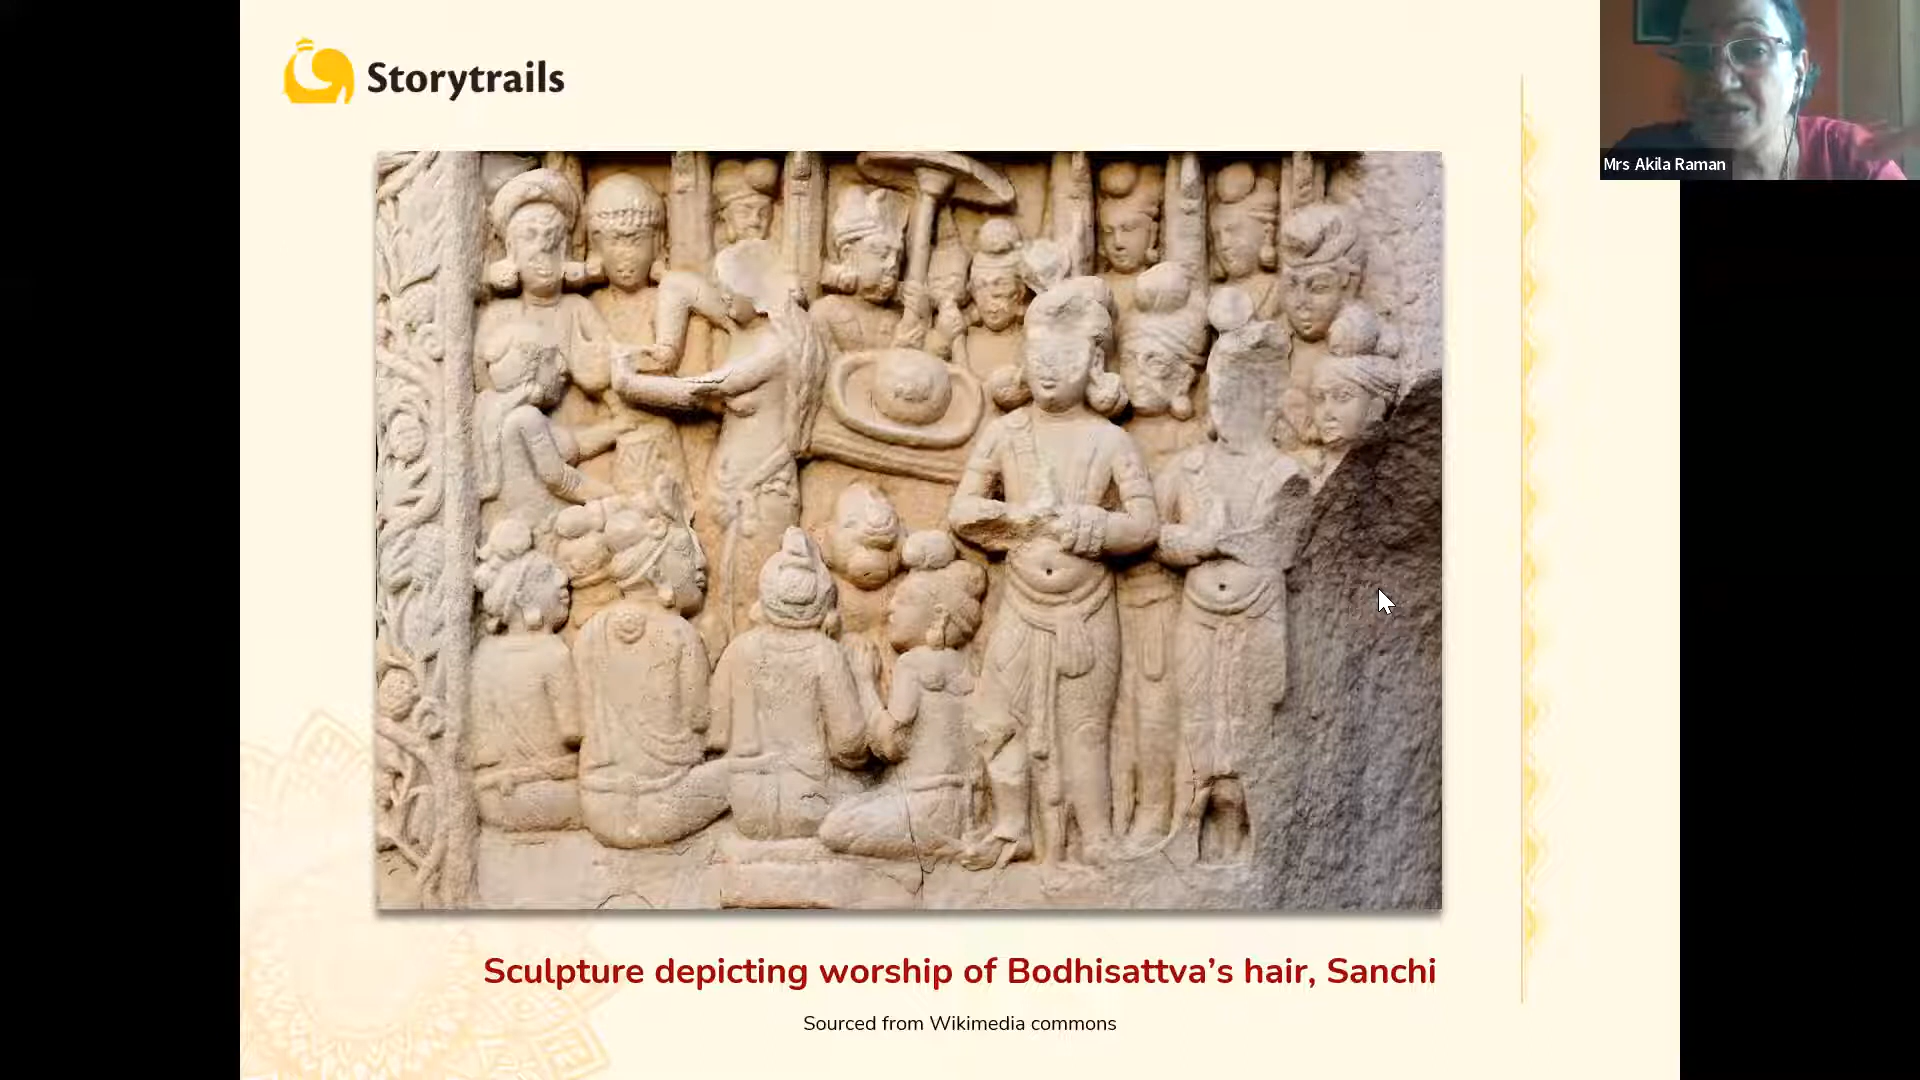 Storytrails
Mrs Akila Raman
Sculpture depicting worship of Bodhisattva’s hair, Sanchi
Sourced from Wikimedia commons